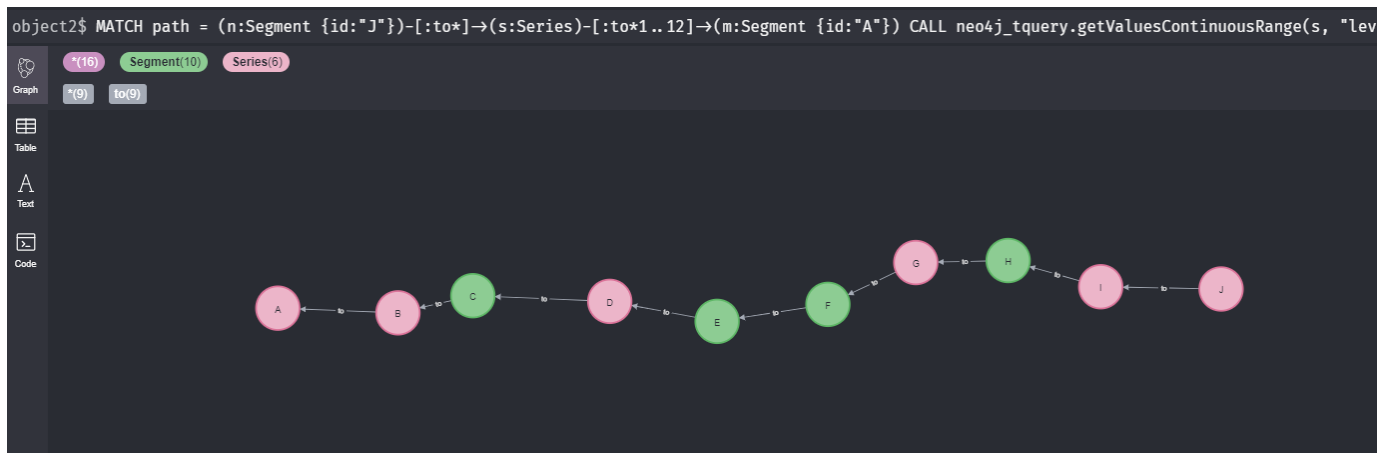 object2$ MATCH path = (n:Segment {id:"J"})-[:to*]→(s:Series)-[:to*1..12]→(m:Segment {id:"A"}) CALL neo4j_tquery.getValuesContinuousRange(s, "lev
*(16) Segment(10) Series(6)
*(9) to(9)
Graph
Table
Text
Code
A to B to C to D to E to F to G to H to I to J